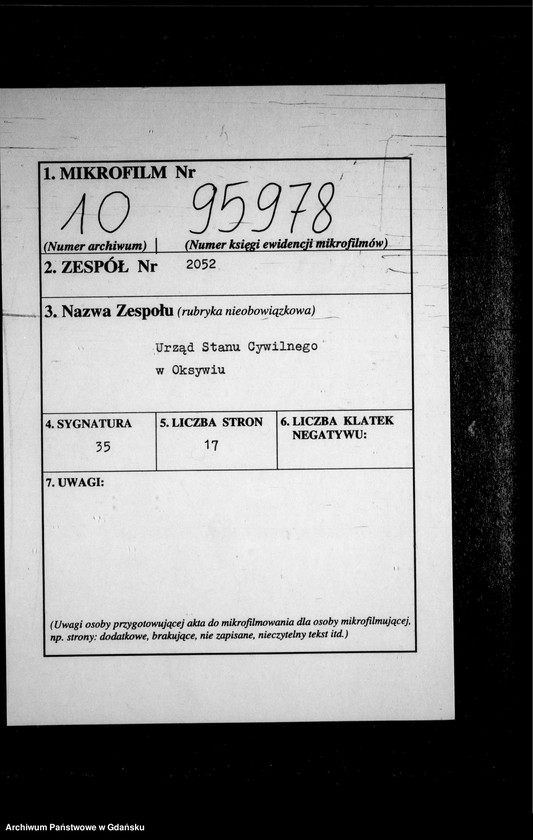 1. MIKROFILM Nr
10 95978
(Numer archiwum) | (Numer księgi ewidencji mikrofilmów)
2. ZESPÓŁ Nr 2052
3. Nazwa Zespołu (rubryka nieobowiązkowa)
Urząd Stanu Cywilnego
w Oksywiu
4. SYGNATURA
35
5. LICZBA STRON
17
6. LICZBA KLATEK
NEGATYWU:
7. UWAGI:
(Uwagi osoby przygotowującej akta do mikrofilmowania dla osoby mikrofilmującej,
np. strony: dodatkowe, brakujące, nie zapisane, nieczytelny tekst itd.)
Archiwum Państwowe w Gdańsku